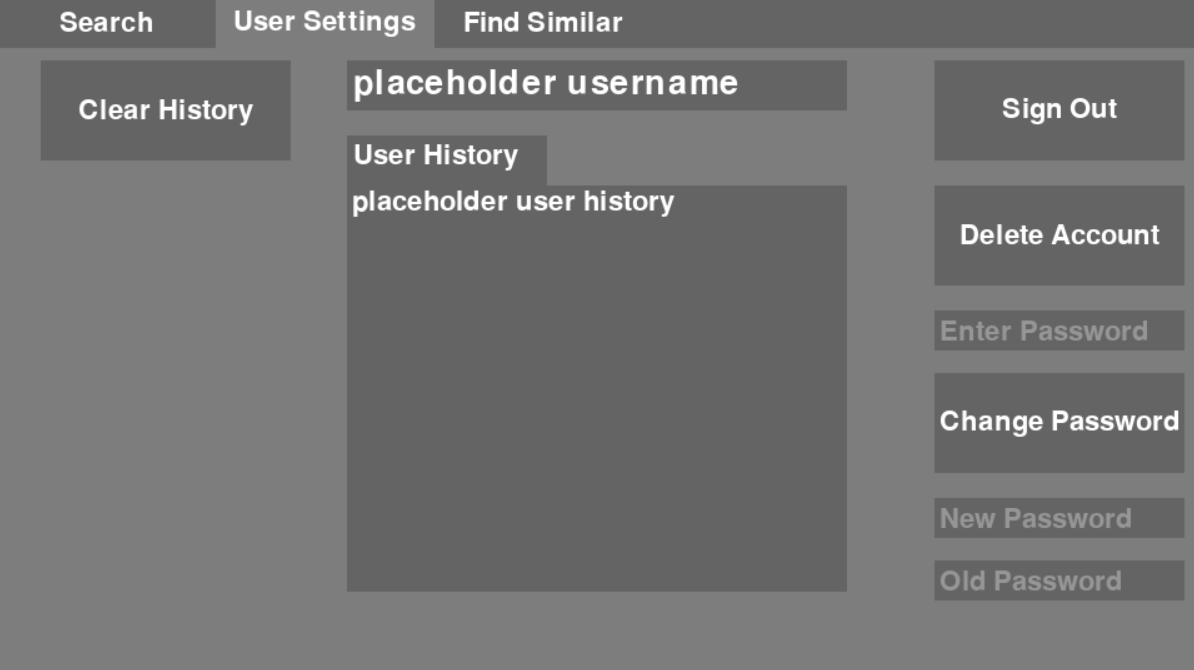 Search
User Settings
Find Similar
Clear History
placeholder username
User History
placeholder user history
Sign Out
Delete Account
Enter Password
Change Password
New Password
Old Password